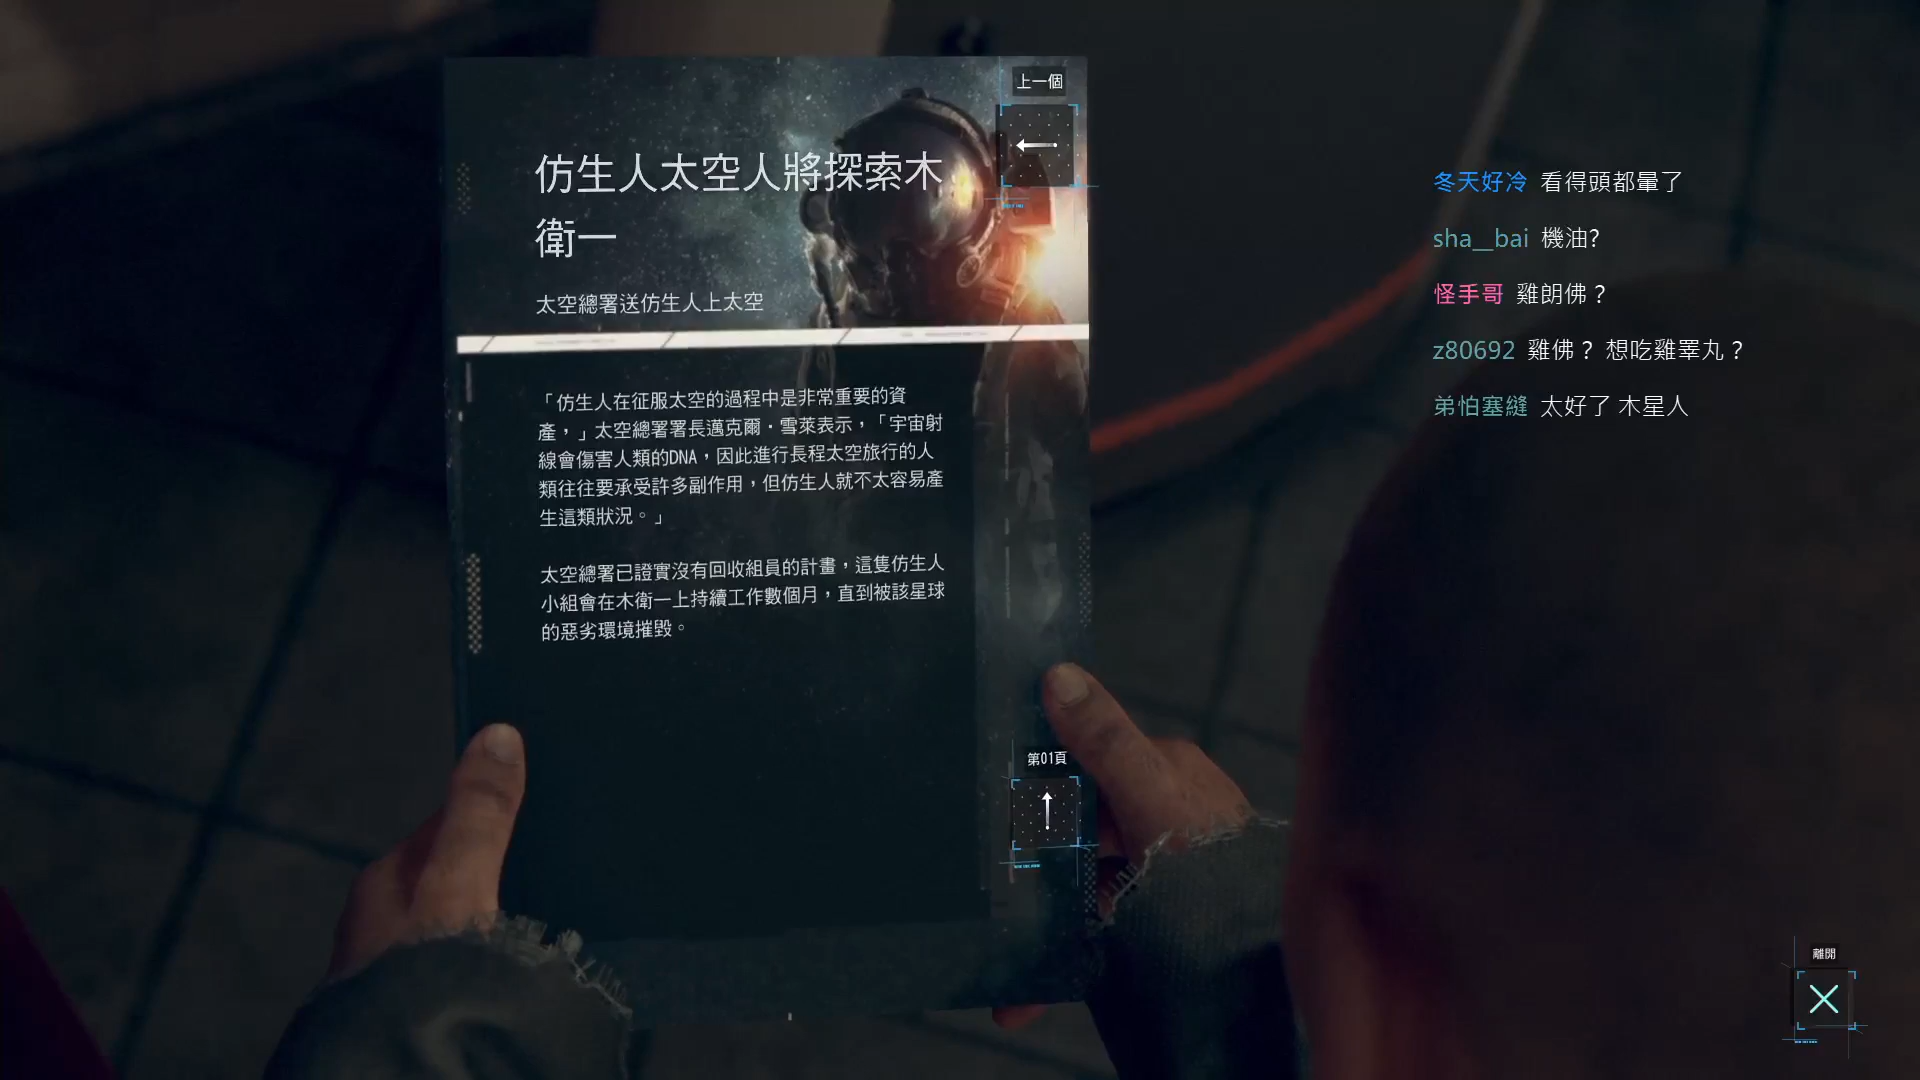 上一個
仿生人太空人將探索木
衛一
太空總署送仿生人上太空
「仿生人在征服太空的過程中是非常重要的資
產，」太空總署署長邁克爾・雪萊表示，「宇宙射
線會傷害人類的DNA，因此進行長程太空旅行的人
類往往要承受許多副作用，但仿生人就不太容易產
生這類狀況。」
太空總署已證實沒有回收組員的計畫，這隻仿生人
小組會在木衛一上持續工作數個月，直到被該星球
的惡劣環境摧毀。
第01頁
冬天好冷 看得頭都暈了
sha__bai 機油?
怪手哥 雞朗佛？
z80692 雞佛？ 想吃雞睪丸？
弟怕塞縫 太好了 木星人
離開